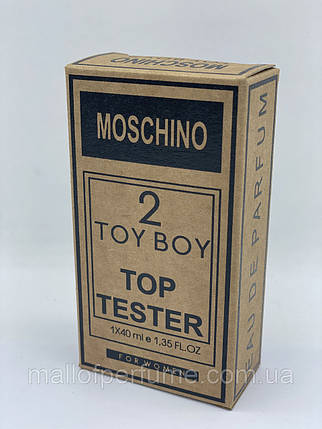 MOSCHINO
MOSCHINO
2
TOY BOY
TOP
TESTER
1X40 ml e 1,35 FL.OZ
FOR WOMEN
EAU DE PARFUM
mallofperfume.com.ua